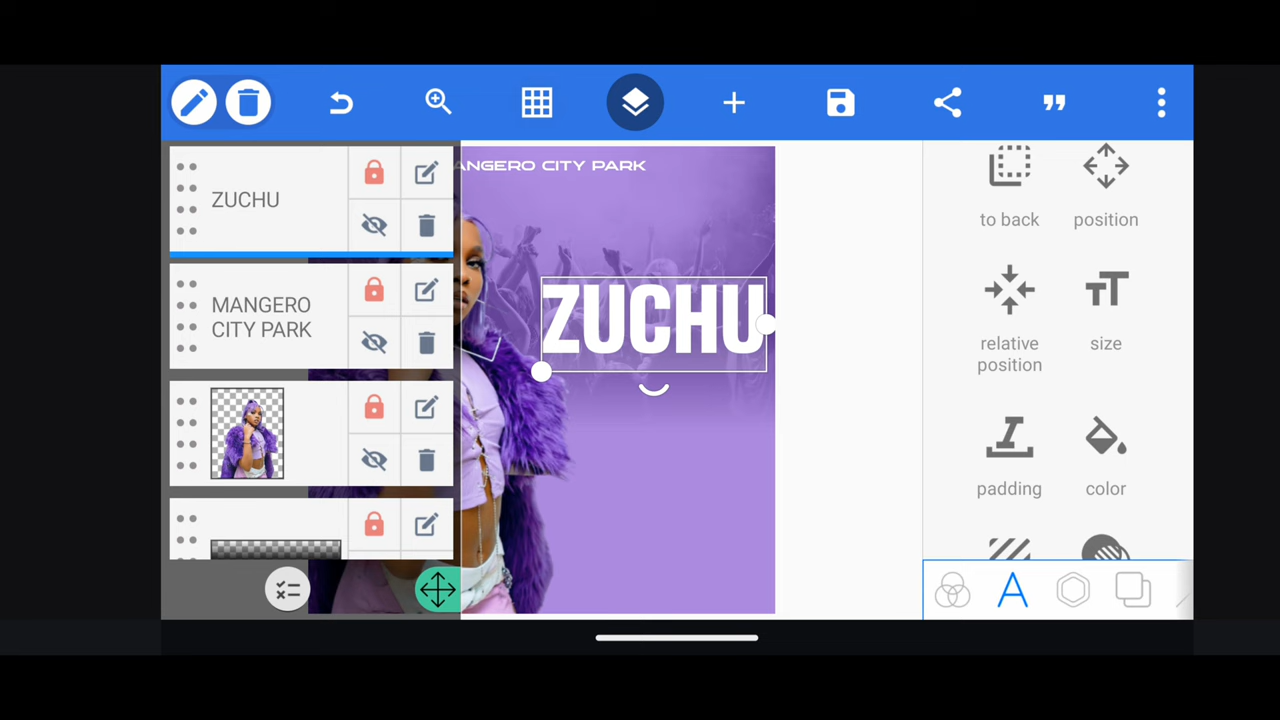 ZUCHU
MANGERO
CITY PARK
ANGERO CITY PARK
ZUCHU
to back
position
relative
position
size
padding
color